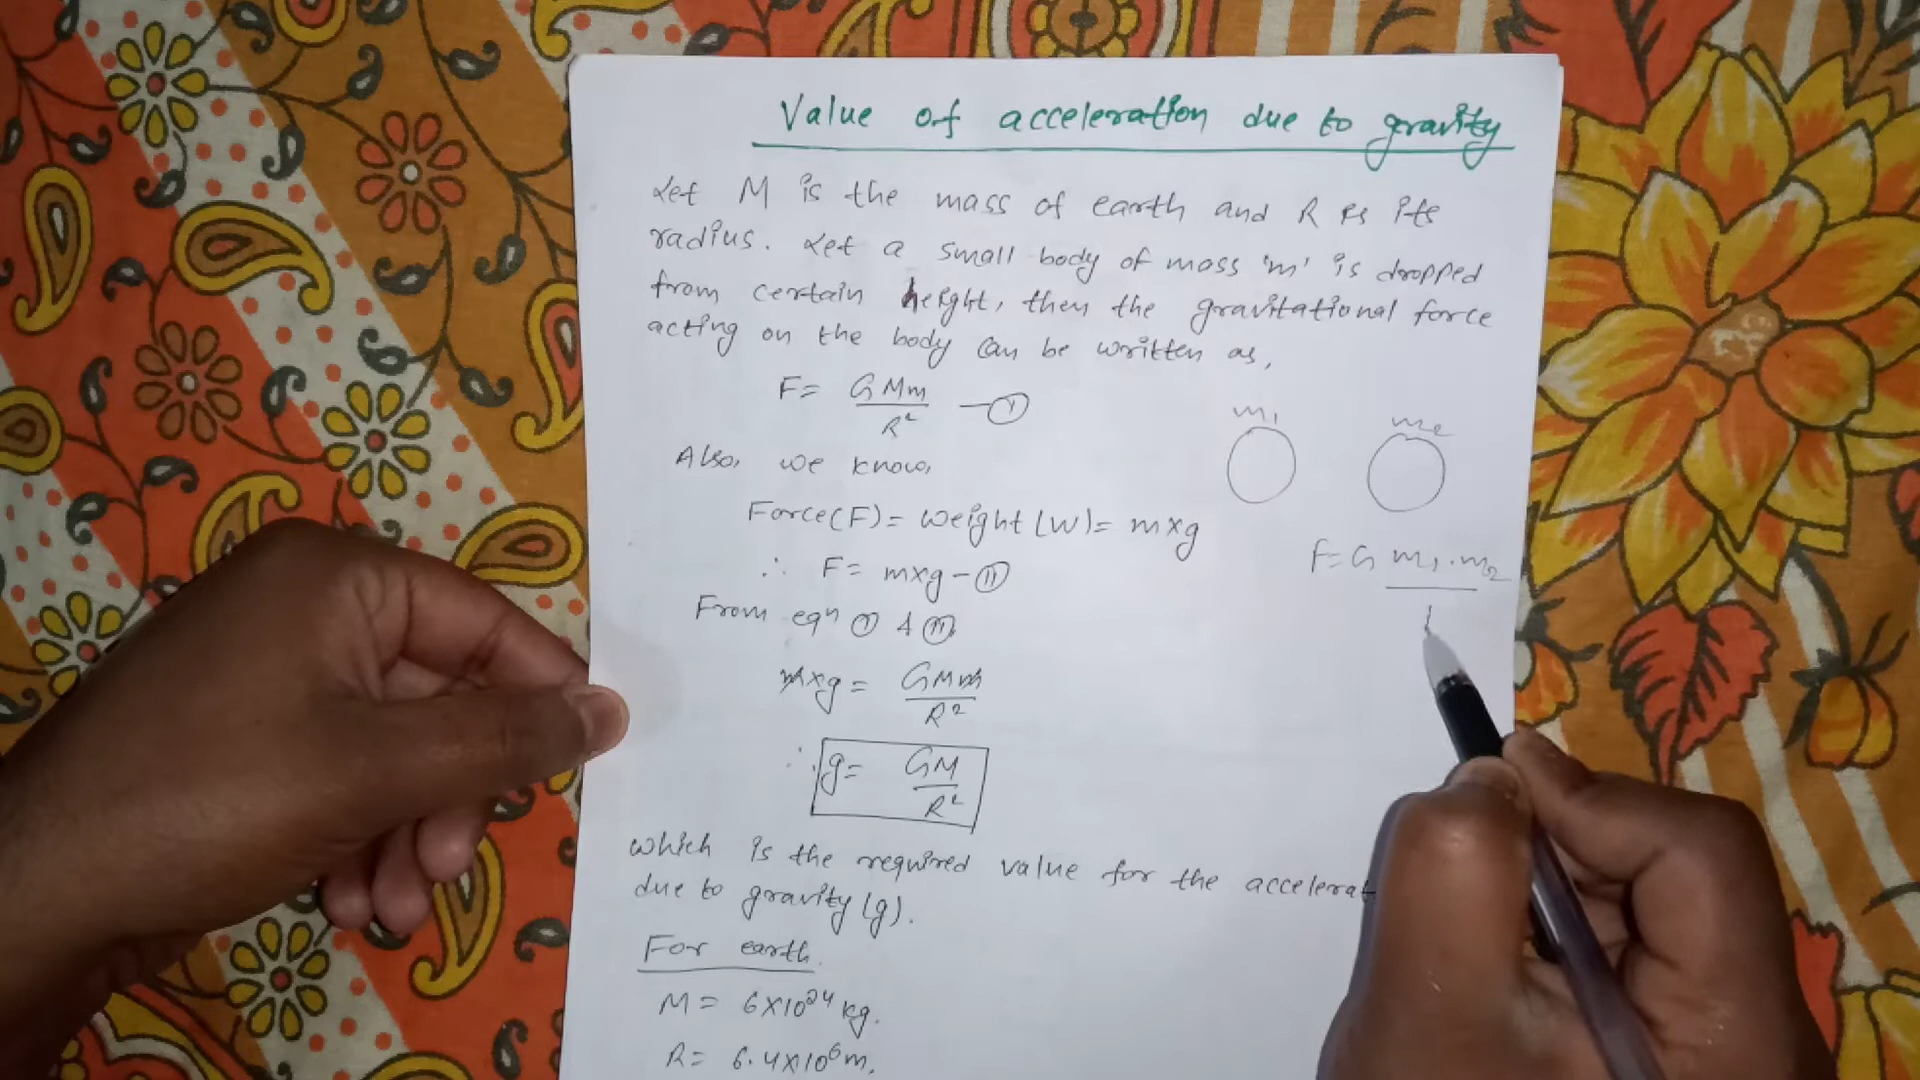 Value of acceleration due to gravity
Let M is the mass of earth and R is its
radius. Let a small body of mass 'm' is dropped
from certain height, then the gravitational force
acting on the body can be written as,
F = GMm/R² — (I)
m₁ m₂
Also, we know,
Force(F) = Weight (W) = m×g
∴ F = m×g – (II)
F = G m₁.m₂
From eqⁿ (I) & (II),
m×g = GMm/R²
∴ g = GM/R²
which is the required value for the accelerat
due to gravity (g).
For earth.
M = 6×10²⁴ kg.
R = 6.4×10⁶m.